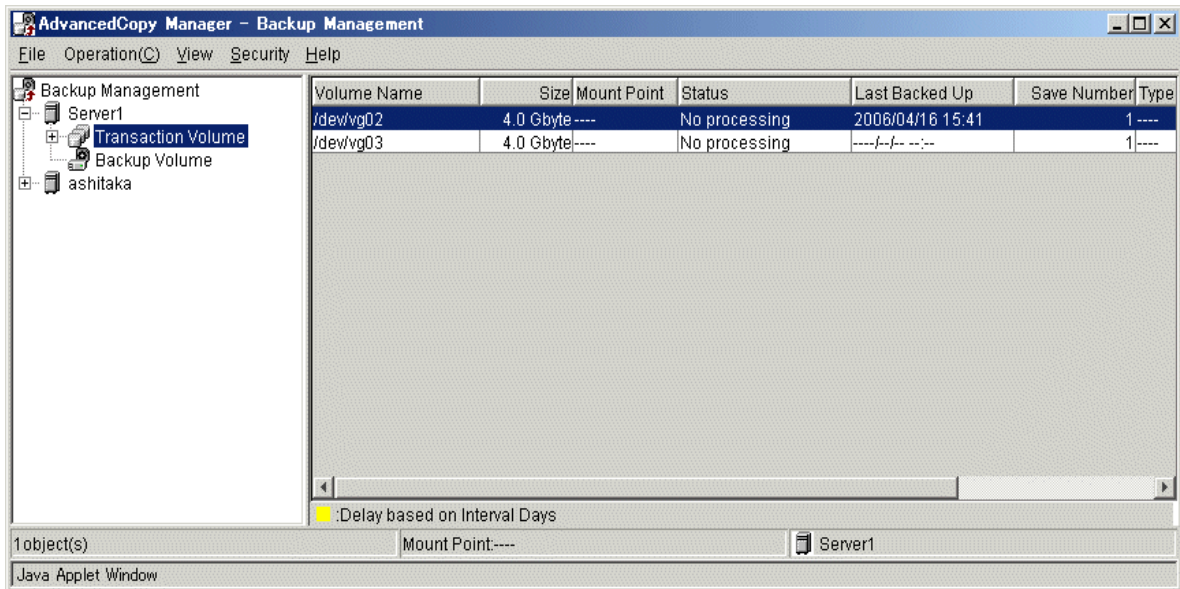 AdvancedCopy Manager - Backup Management
File Operation(C) View Security Help
Backup Management
Server1
Transaction Volume
Backup Volume
ashitaka
Volume Name Size Mount Point Status Last Backed Up Save Number Type
/dev/vg02 4.0 Gbyte ---- No processing 2006/04/16 15:41 1 ----
/dev/vg03 4.0 Gbyte ---- No processing ----/--/-- --:-- 1 ----
:Delay based on Interval Days
1object(s) Mount Point:---- Server1
Java Applet Window